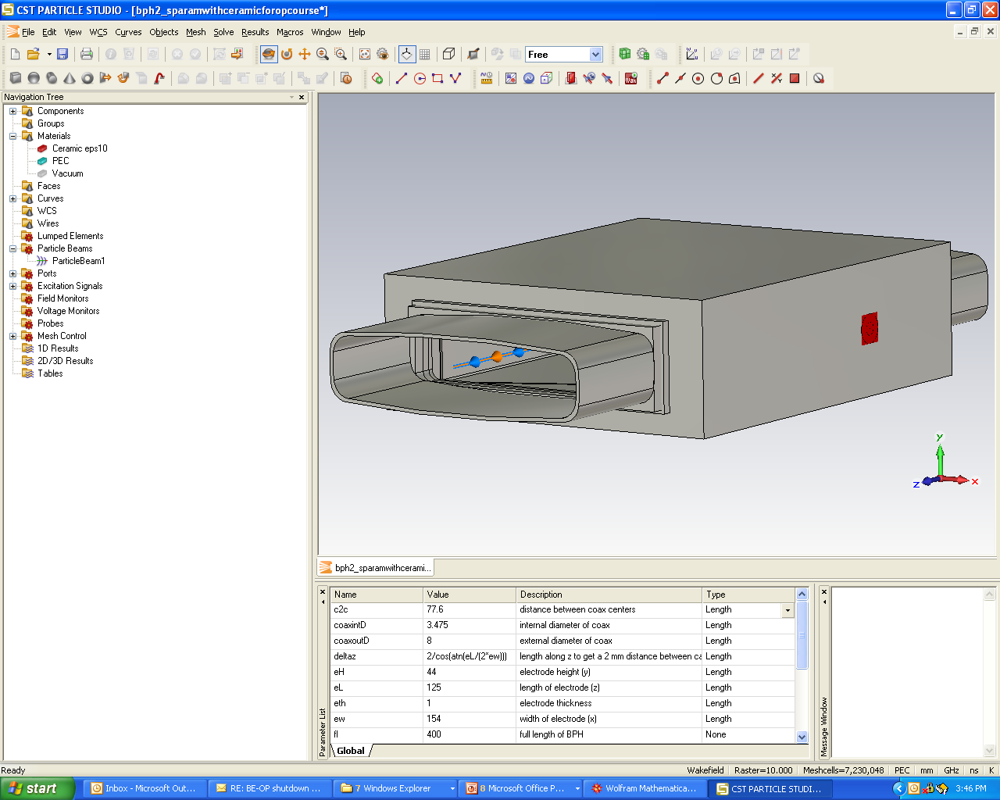 CST PARTICLE STUDIO - [bph2_sparamwithceramicforopcourse*]
File Edit View WCS Curves Objects Mesh Solve Results Macros Window Help
Free
Wak
Navigation Tree
Components
Groups
Materials
Ceramic eps10
PEC
Vacuum
Faces
Curves
WCS
Wires
Lumped Elements
Particle Beams
ParticleBeam1
Ports
Excitation Signals
Field Monitors
Voltage Monitors
Probes
Mesh Control
1D Results
2D/3D Results
Tables
y
z x
bph2_sparamwithcerami...
Parameter List
Name Value Description Type
c2c 77.6 distance between coax centers Length
coaxintD 3.475 internal diameter of coax Length
coaxoutD 8 external diameter of coax Length
deltaz 2/cos(atn(eL/(2*ew))) length along z to get a 2 mm distance between ca Length
eH 44 electrode height (y) Length
eL 125 length of electrode (z) Length
eth 1 electrode thickness Length
ew 154 width of electrode (x) Length
fl 400 full length of BPH None
Global
Message Window
Ready Wakefield Raster=10.000 Meshcells=7,230,048 PEC mm GHz ns K
start Inbox - Microsoft Out... RE: BE-OP shutdown ... 7 Windows Explorer 8 Microsoft Office P... Wolfram Mathematica... CST PARTICLE STUDI... 3:46 PM